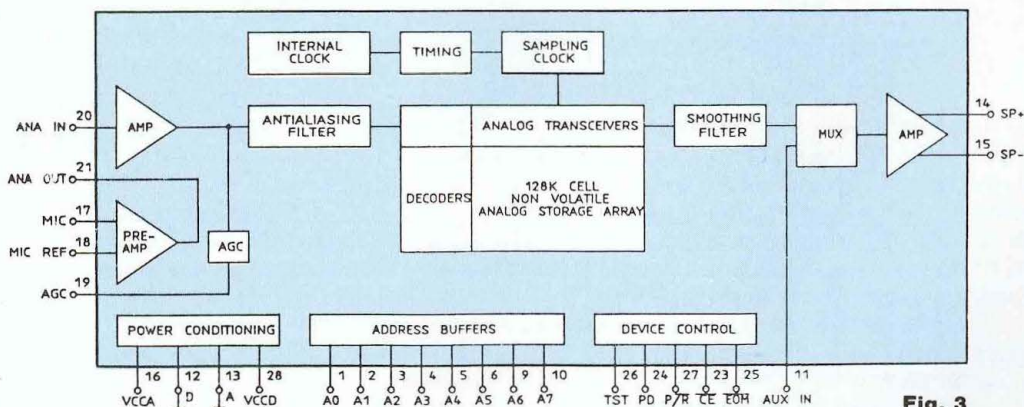 INTERNAL CLOCK
TIMING
SAMPLING CLOCK
20
ANA IN
AMP
ANTIALIASING FILTER
ANALOG TRANSCEIVERS
SMOOTHING FILTER
MUX
AMP
14
SP+
15
SP-
21
ANA OUT
17
MIC
18
MIC REF
PRE-AMP
AGC
19
AGC
DECODERS
128K CELL
NON VOLATILE
ANALOG STORAGE ARRAY
POWER CONDITIONING
ADDRESS BUFFERS
DEVICE CONTROL
16 12 13 28
1 2 3 4 5 6 9 10
26 24 27 23 25 11
VCCA D A VCCD
A0 A1 A2 A3 A4 A5 A6 A7
TST PD P/R CE EOM AUX IN
Fig. 3